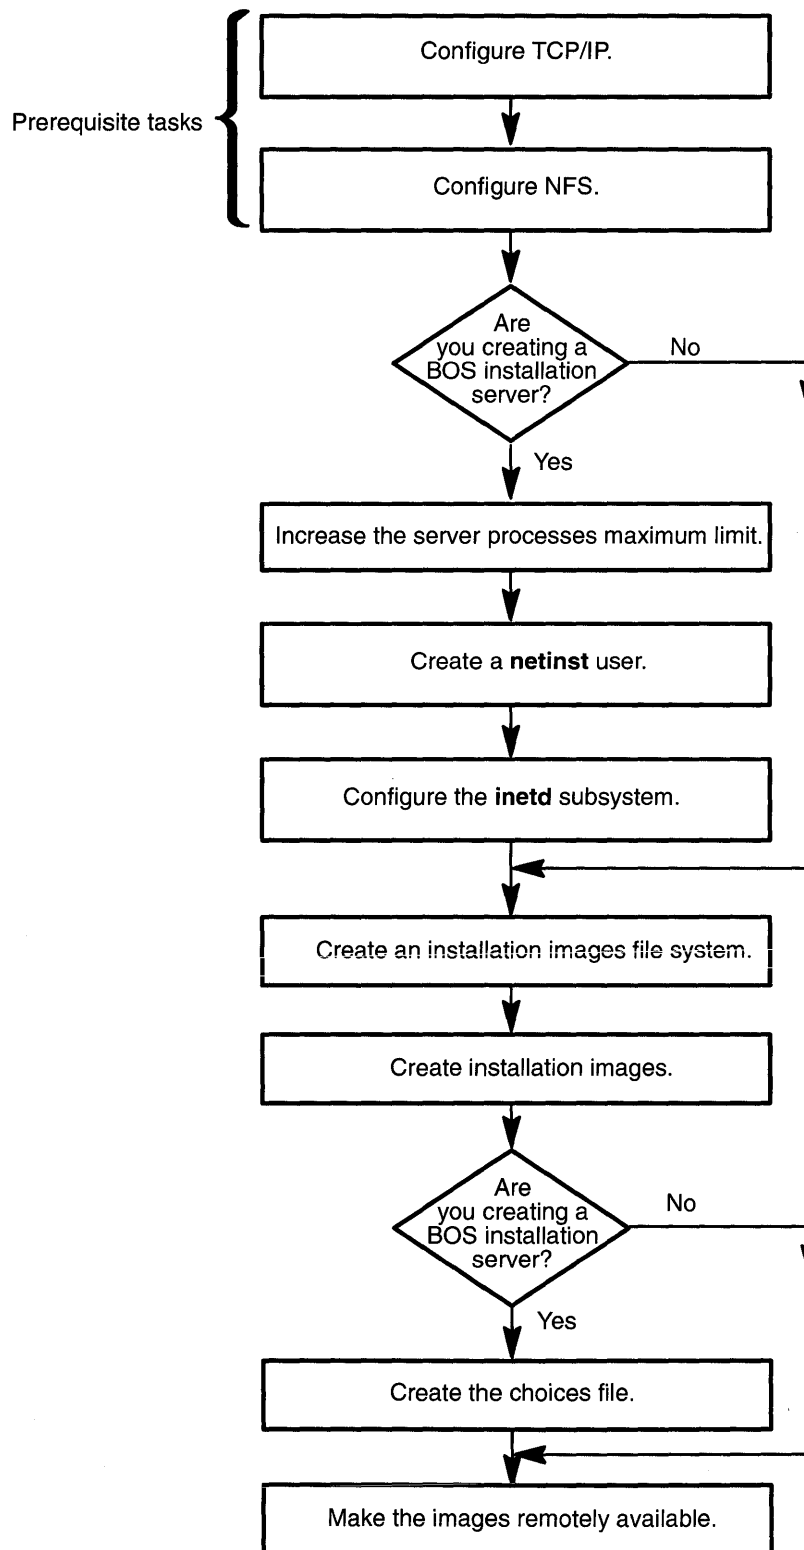 Configure TCP/IP.
Prerequisite tasks
Configure NFS.
Are
you creating a
BOS installation
server?
No
Yes
Increase the server processes maximum limit.
Create a netinst user.
Configure the inetd subsystem.
Create an installation images file system.
Create installation images.
Are
you creating a
BOS installation
server?
No
Yes
Create the choices file.
Make the images remotely available.